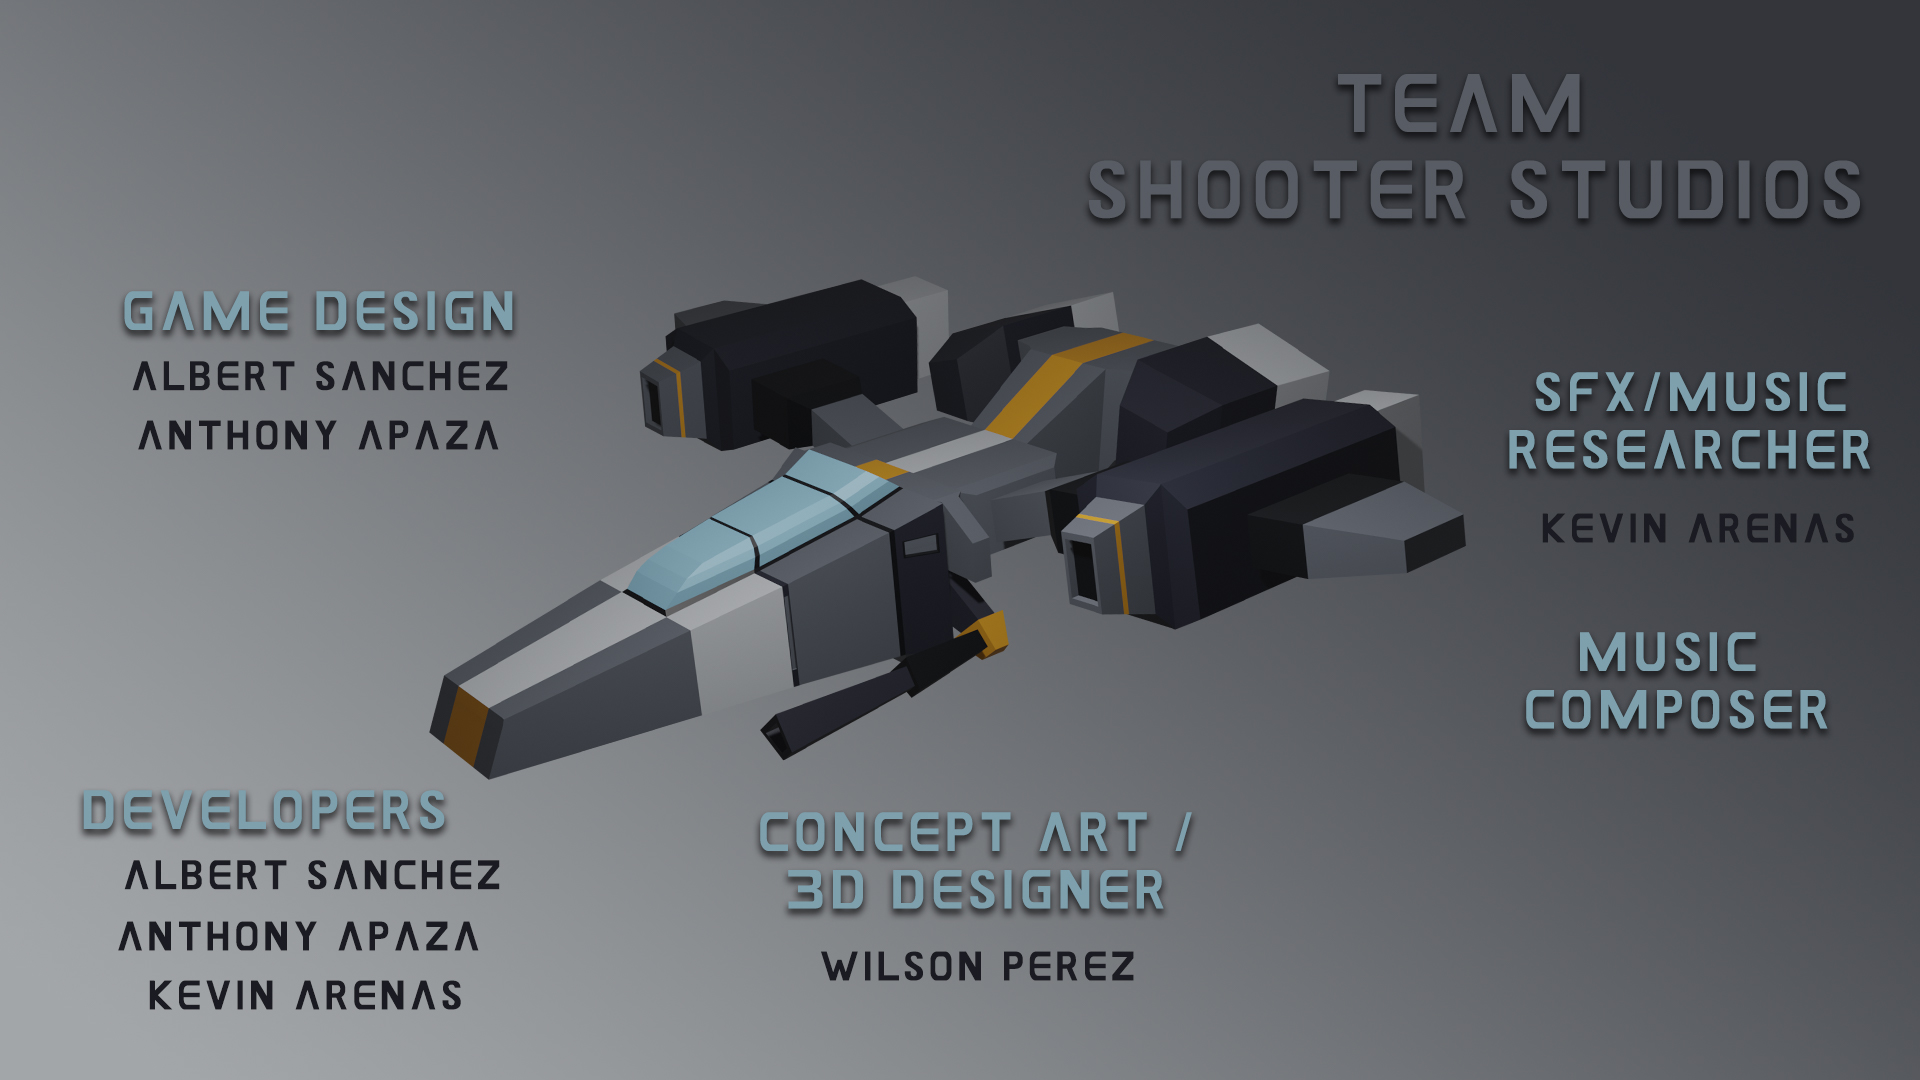 TEAM
SHOOTER STUDIOS
GAME DESIGN
ALBERT SANCHEZ
ANTHONY APAZA
SFX/MUSIC
RESEARCHER
KEVIN ARENAS
MUSIC
COMPOSER
DEVELOPERS
ALBERT SANCHEZ
ANTHONY APAZA
KEVIN ARENAS
CONCEPT ART /
3D DESIGNER
WILSON PEREZ